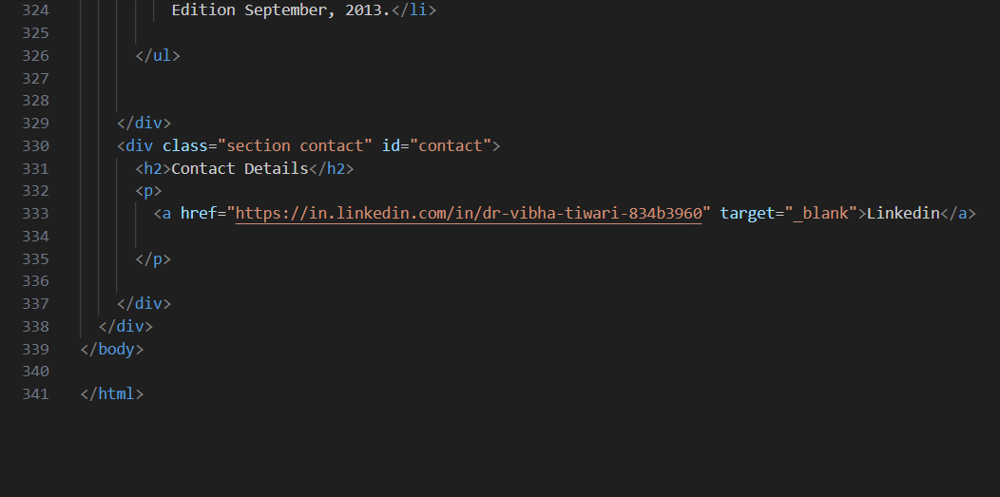 324 Edition September, 2013.</li>
325
326 </ul>
327
328
329 </div>
330 <div class="section contact" id="contact">
331 <h2>Contact Details</h2>
332 <p>
333 <a href="https://in.linkedin.com/in/dr-vibha-tiwari-834b3960" target="_blank">Linkedin</a>
334
335 </p>
336
337 </div>
338 </div>
339 </body>
340
341 </html>